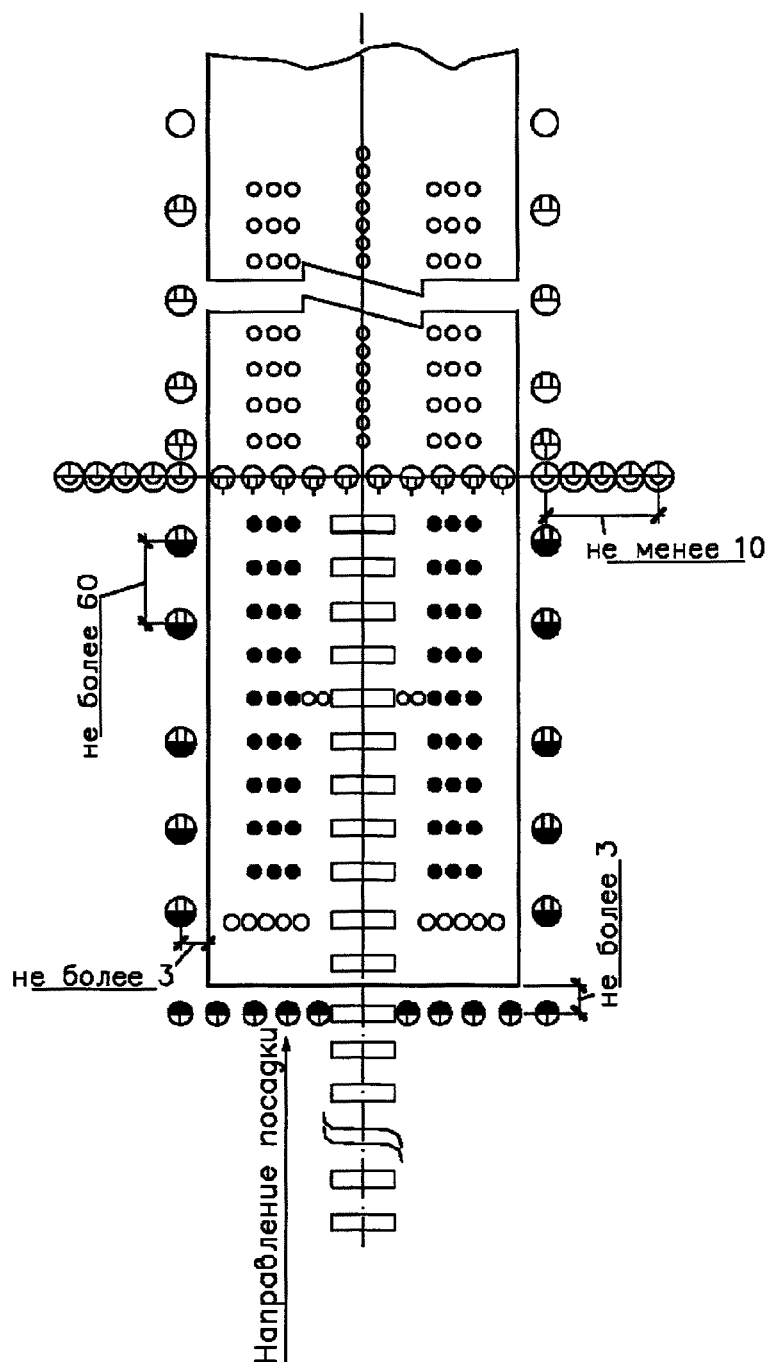 не менее 10
не более 60
не более 3
не более 3
Направление посадки